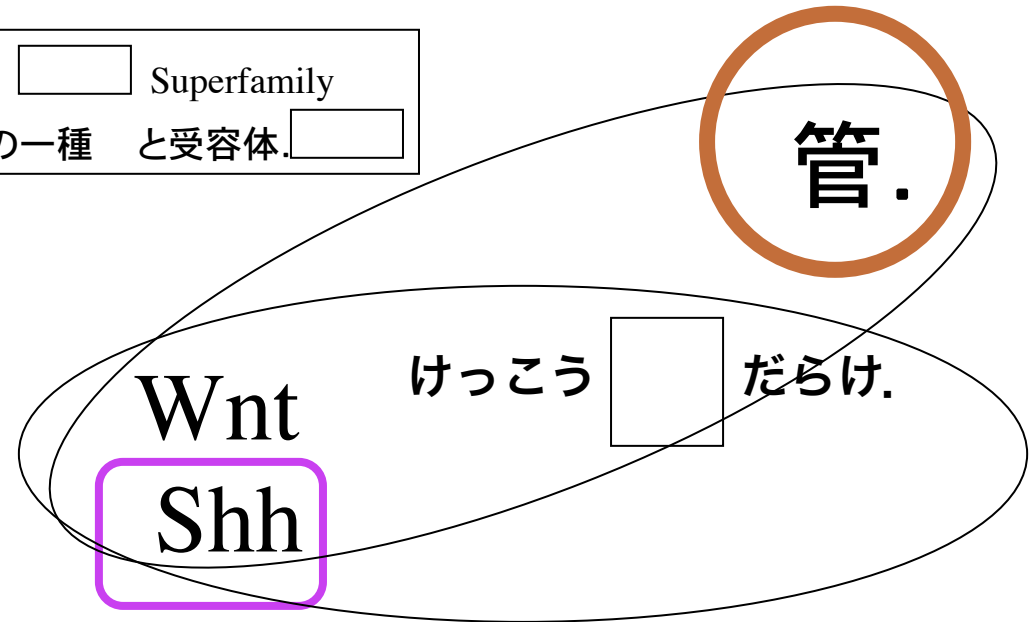 Superfamily
の一種 と受容体.
管.
けっこう だらけ.
Wnt
Shh